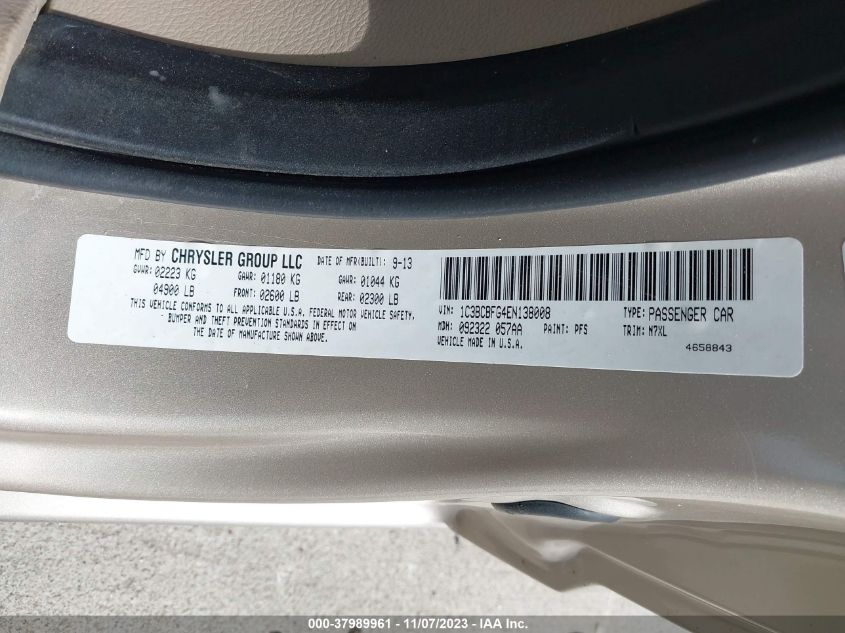 MFD BY CHRYSLER GROUP LLC
DATE OF MFR(BUILT): 9-13
GVWR: 02223 KG
GAWR: 01180 KG
GAWR: 01044 KG
04900 LB
FRONT: 02600 LB
REAR: 02300 LB
THIS VEHICLE CONFORMS TO ALL APPLICABLE U.S.A. FEDERAL MOTOR VEHICLE SAFETY,
BUMPER AND THEFT PREVENTION STANDARDS IN EFFECT ON
THE DATE OF MANUFACTURE SHOWN ABOVE.
VIN: 1C3BCBFG4EN138008
TYPE: PASSENGER CAR
MDH: 092322 057AA
PAINT: PFS
TRIM: N7XL
VEHICLE MADE IN U.S.A.
4658843
000-37989961 - 11/07/2023 - IAA Inc.